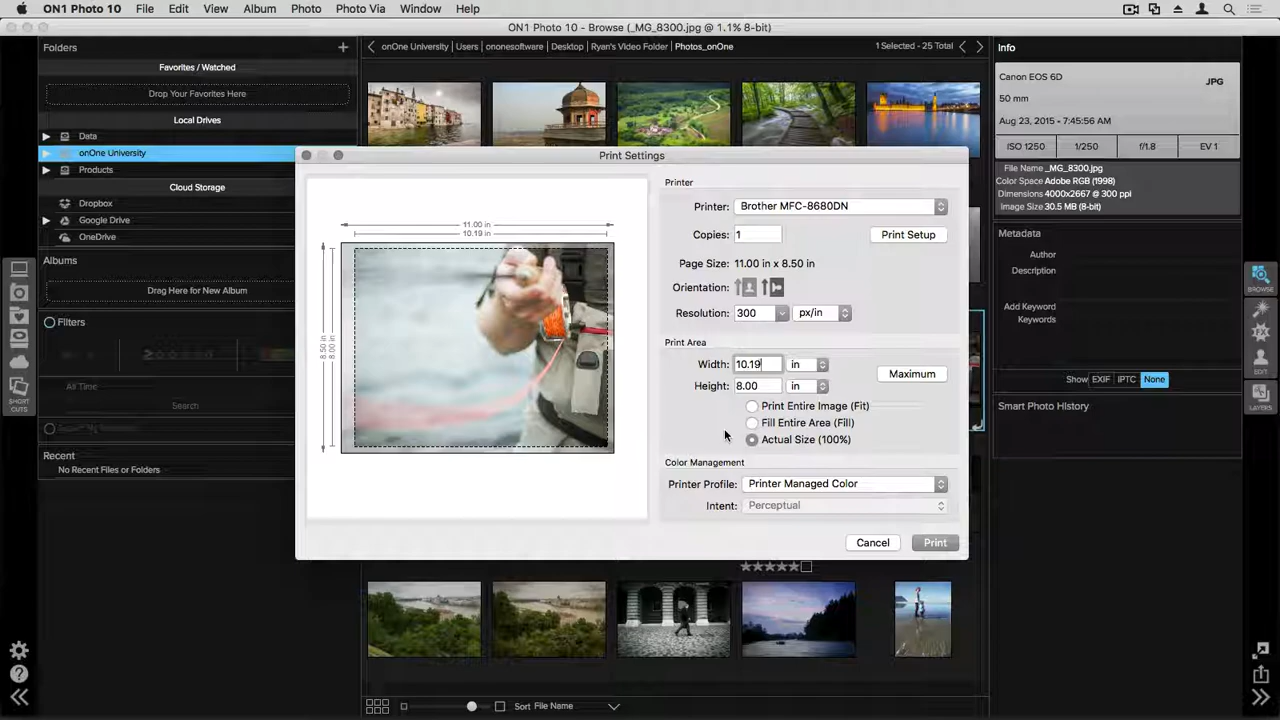 ON1 Photo 10 File Edit View Album Photo Photo Via Window Help
ON1 Photo 10 - Browse (_MG_8300.jpg @ 1.1% 8-bit)
Folders
Favorites / Watched
Drop Your Favorites Here
Local Drives
Data
onOne University
Products
Cloud Storage
Dropbox
Google Drive
OneDrive
Albums
Drag Here for New Album
Filters
All Time
Search
Recent
No Recent Files or Folders
SHORT CUTS
onOne University Users ononesoftware Desktop Ryan's Video Folder Photos_onOne 1 Selected - 25 Total
Print Settings
11.00 in
10.19 in
8.50 in
8.00 in
Printer
Printer: Brother MFC-8680DN
Copies: 1 Print Setup
Page Size: 11.00 in x 8.50 in
Orientation:
Resolution: 300 px/in
Print Area
Width: 10.19 in
Maximum
Height: 8.00 in
Print Entire Image (Fit)
Fill Entire Area (Fill)
Actual Size (100%)
Color Management
Printer Profile: Printer Managed Color
Intent: Perceptual
Cancel Print
Sort File Name
Info
Canon EOS 6D JPG
50 mm
Aug 23, 2015 - 7:45:56 AM
ISO 1250 1/250 f/1.8 EV 1
File Name _MG_8300.jpg
Color Space Adobe RGB (1998)
Dimensions 4000x2667 @ 300 ppi
Image Size 30.5 MB (8-bit)
Metadata
Author
Description
Add Keyword
Keywords
Show EXIF IPTC None
Smart Photo History
BROWSE
EDIT
LAYERS